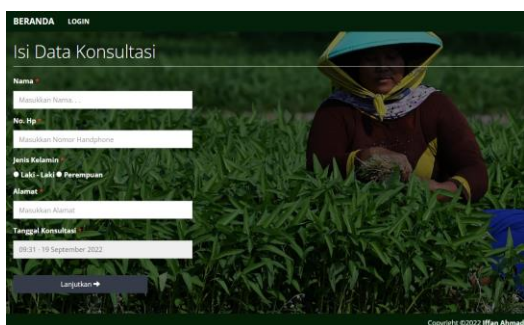 BERANDA LOGIN
Isi Data Konsultasi
Nama *
Masukkan Nama....
No. Hp *
Masukkan Nomor Handphone
Jenis Kelamin *
Laki - Laki Perempuan
Alamat *
Masukkan Alamat
Tanggal Konsultasi *
09:31 - 19 September 2022
Lanjutkan →
Copyright ©2022 Iffan Ahmad